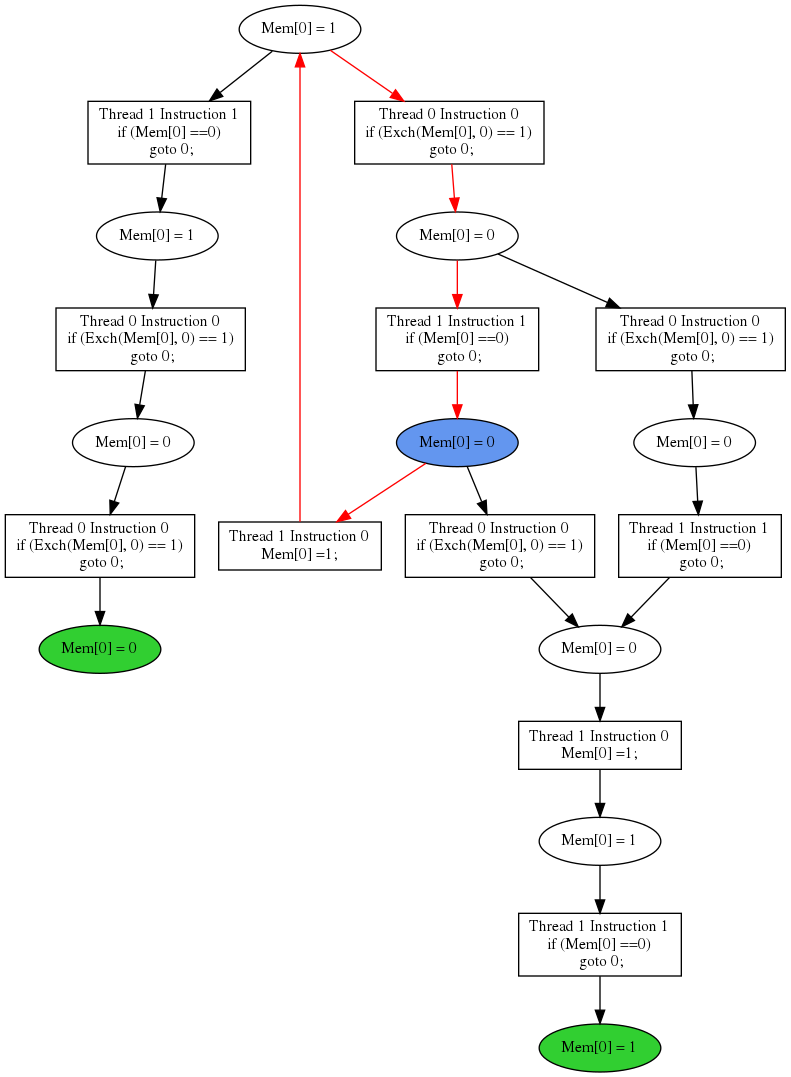 Mem[0] = 1
Thread 1 Instruction 1
if (Mem[0] ==0)
goto 0;
Thread 0 Instruction 0
if (Exch(Mem[0], 0) == 1)
goto 0;
Mem[0] = 1
Mem[0] = 0
Thread 0 Instruction 0
if (Exch(Mem[0], 0) == 1)
goto 0;
Thread 1 Instruction 1
if (Mem[0] ==0)
goto 0;
Thread 0 Instruction 0
if (Exch(Mem[0], 0) == 1)
goto 0;
Mem[0] = 0
Mem[0] = 0
Mem[0] = 0
Thread 0 Instruction 0
if (Exch(Mem[0], 0) == 1)
goto 0;
Thread 1 Instruction 0
Mem[0] =1;
Thread 0 Instruction 0
if (Exch(Mem[0], 0) == 1)
goto 0;
Thread 1 Instruction 1
if (Mem[0] ==0)
goto 0;
Mem[0] = 0
Mem[0] = 0
Thread 1 Instruction 0
Mem[0] =1;
Mem[0] = 1
Thread 1 Instruction 1
if (Mem[0] ==0)
goto 0;
Mem[0] = 1